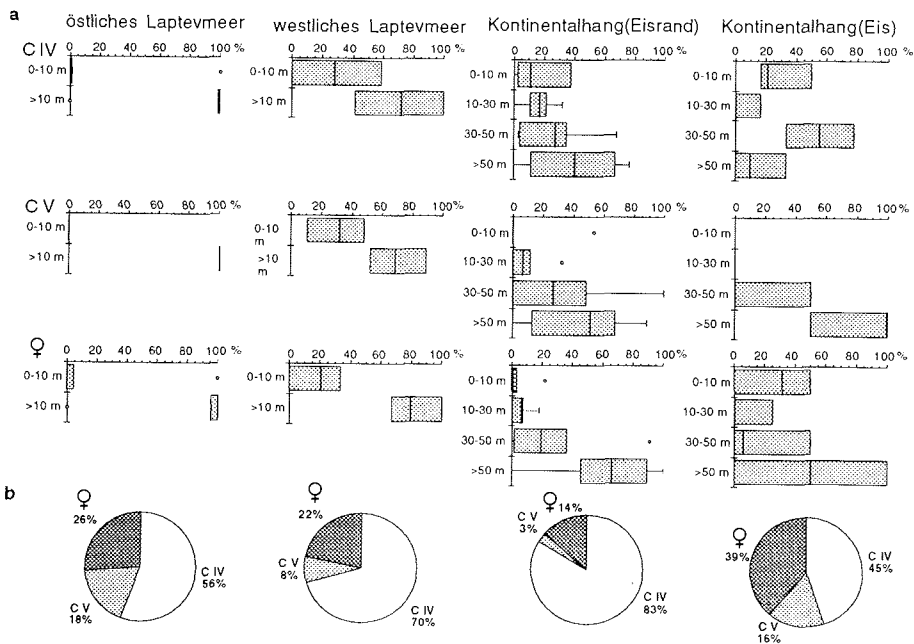 a
östliches Laptevmeer westliches Laptevmeer Kontinentalhang(Eisrand) Kontinentalhang(Eis)
C IV
0 20 40 60 80 100 %
0-10 m
>10 m
0 20 40 60 80 100 %
0-10 m
>10 m
0 20 40 60 80 100 %
0-10 m
10-30 m
30-50 m
>50 m
0 20 40 60 80 100 %
0-10 m
10-30 m
30-50 m
>50 m
C V
0 20 40 60 80 100 %
0-10 m
>10 m
0 20 40 60 80 100 %
0-10 m
>10 m
0 20 40 60 80 100 %
0-10 m
10-30 m
30-50 m
>50 m
0 20 40 60 80 100 %
0-10 m
10-30 m
30-50 m
>50 m
♀
0 20 40 60 80 100 %
0-10 m
>10 m
0 20 40 60 80 100 %
0-10 m
>10 m
0 20 40 60 80 100 %
0-10 m
10-30 m
30-50 m
>50 m
0 20 40 60 80 100 %
0-10 m
10-30 m
30-50 m
>50 m
b
♀
26%
C V
18%
C IV
56%
♀
22%
C V
8%
C IV
70%
♀ 14%
C V
3%
C IV
83%
♀
39%
C IV
45%
C V
16%